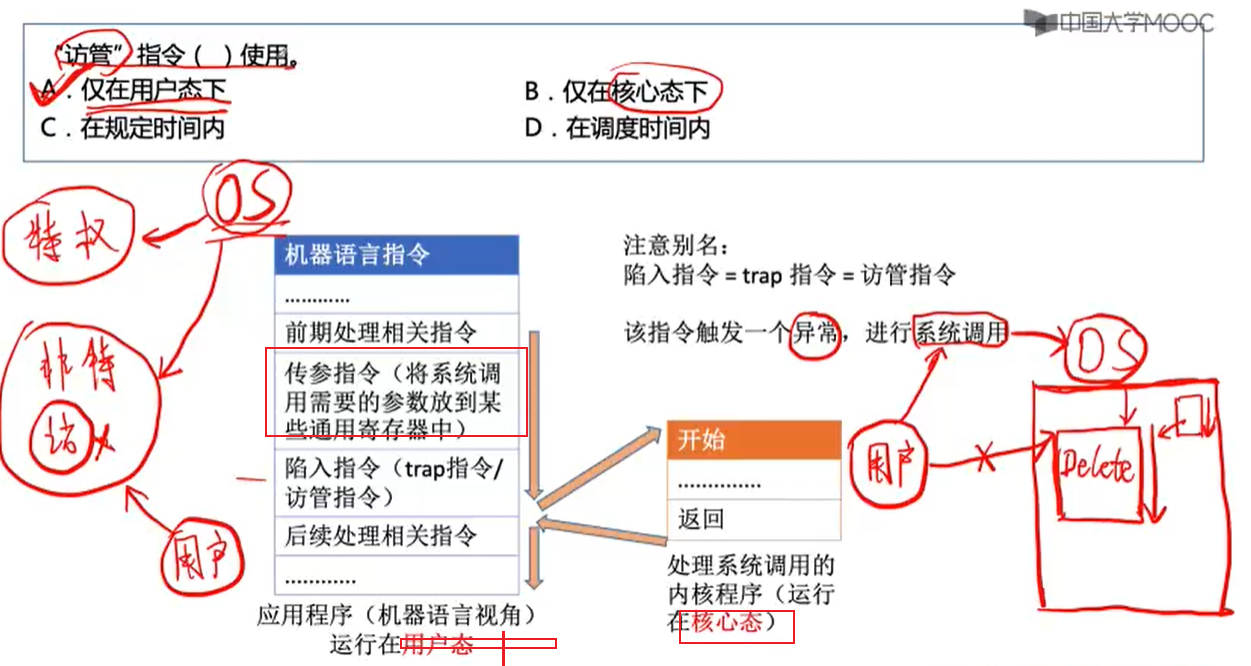 中国大学MOOC
“访管”指令（ ）使用。
A．仅在用户态下
B．仅在核心态下
C．在规定时间内
D．在调度时间内
OS
特权
非特
访
用户
机器语言指令
…………
前期处理相关指令
传参指令（将系统调
用需要的参数放到某
些通用寄存器中）
陷入指令（trap指令/
访管指令）
后续处理相关指令
…………
应用程序（机器语言视角）
运行在用户态
注意别名：
陷入指令 = trap 指令 = 访管指令
该指令触发一个异常，进行系统调用
开始
…………..
返回
处理系统调用的
内核程序（运行
在核心态）
用户
OS
Delete